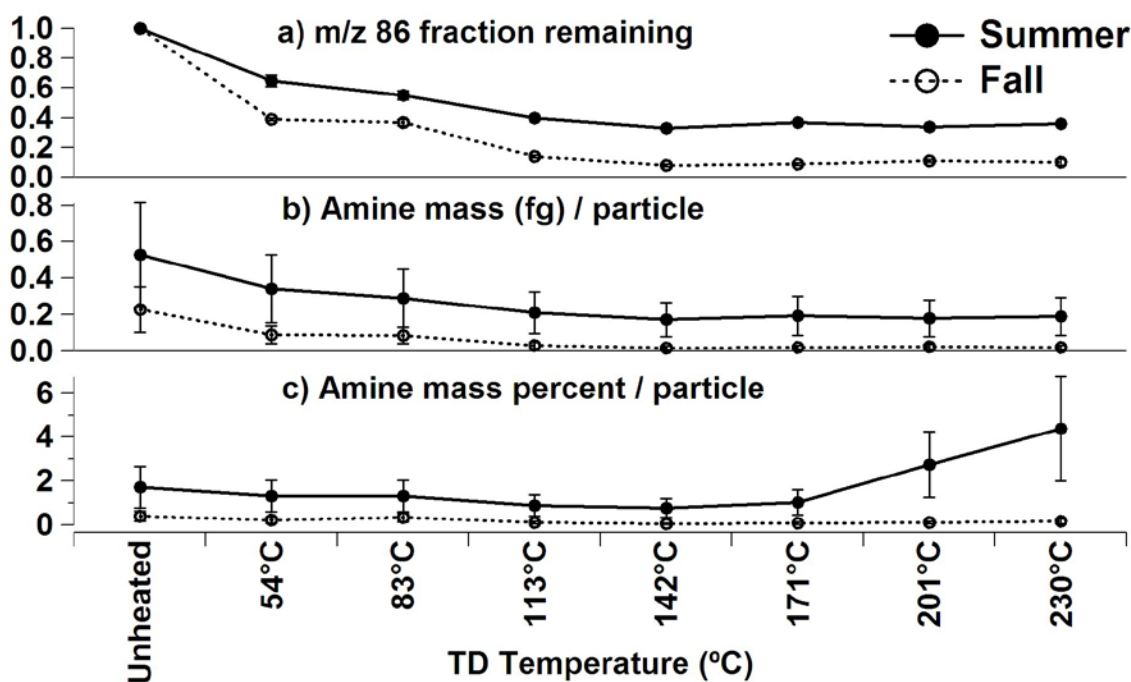 a) m/z 86 fraction remaining
Summer
Fall
1.0
0.8
0.6
0.4
0.2
0.0
b) Amine mass (fg) / particle
0.8
0.6
0.4
0.2
0.0
c) Amine mass percent / particle
6
4
2
0
Unheated
54°C
83°C
113°C
142°C
171°C
201°C
230°C
TD Temperature (ºC)